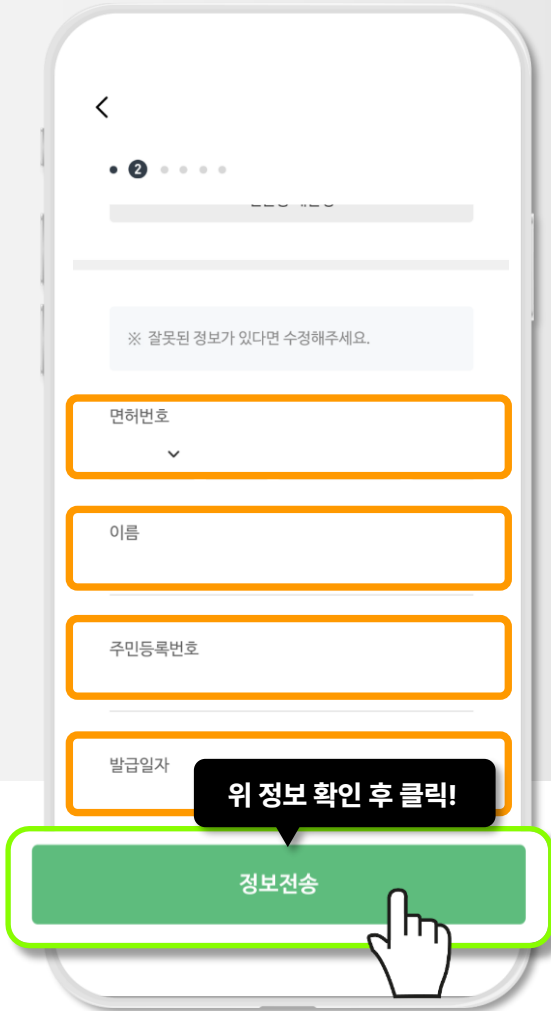 2
※ 잘못된 정보가 있다면 수정해주세요.
면허번호
이름
주민등록번호
발급일자
위 정보 확인 후 클릭!
정보전송